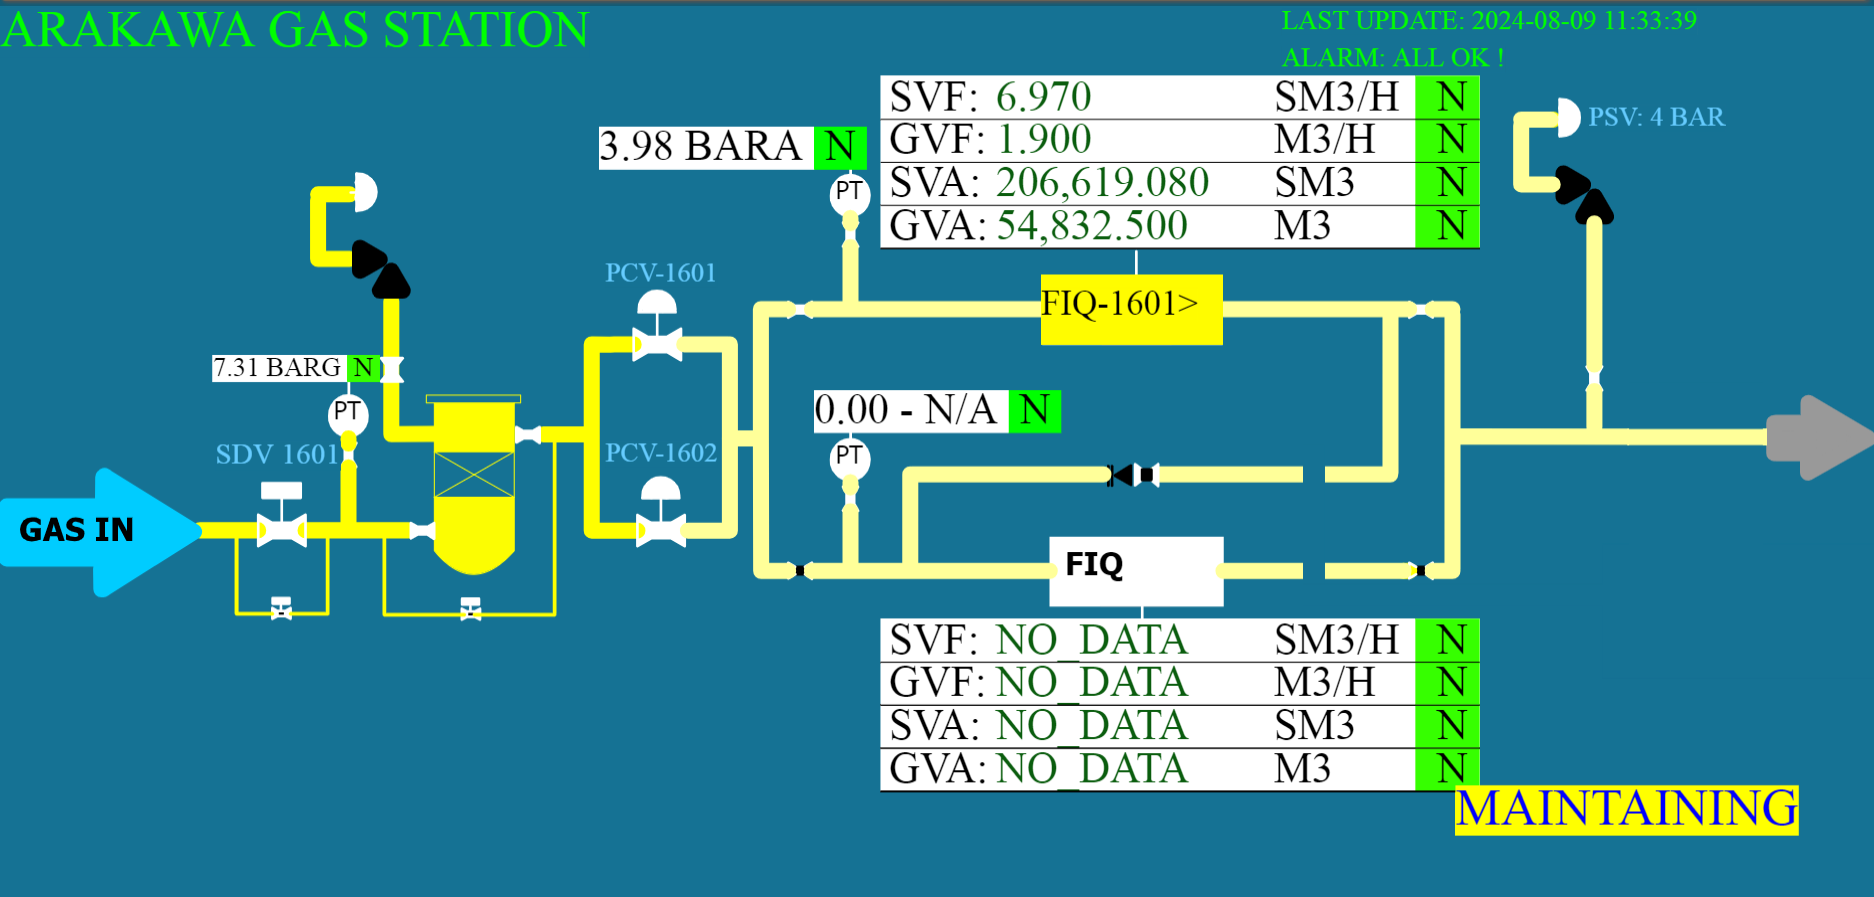 ARAKAWA GAS STATION
LAST UPDATE: 2024-08-09 11:33:39
ALARM: ALL OK !
SVF: 6.970 SM3/H N
GVF: 1.900 M3/H N
SVA: 206,619.080 SM3 N
GVA: 54,832.500 M3 N
PSV: 4 BAR
3.98 BARA N
PT
PCV-1601
FIQ-1601>
7.31 BARG N
PT
0.00 - N/A N
PT
SDV 1601
PCV-1602
GAS IN
FIQ
SVF: NO_DATA SM3/H N
GVF: NO_DATA M3/H N
SVA: NO_DATA SM3 N
GVA: NO_DATA M3 N
MAINTAINING